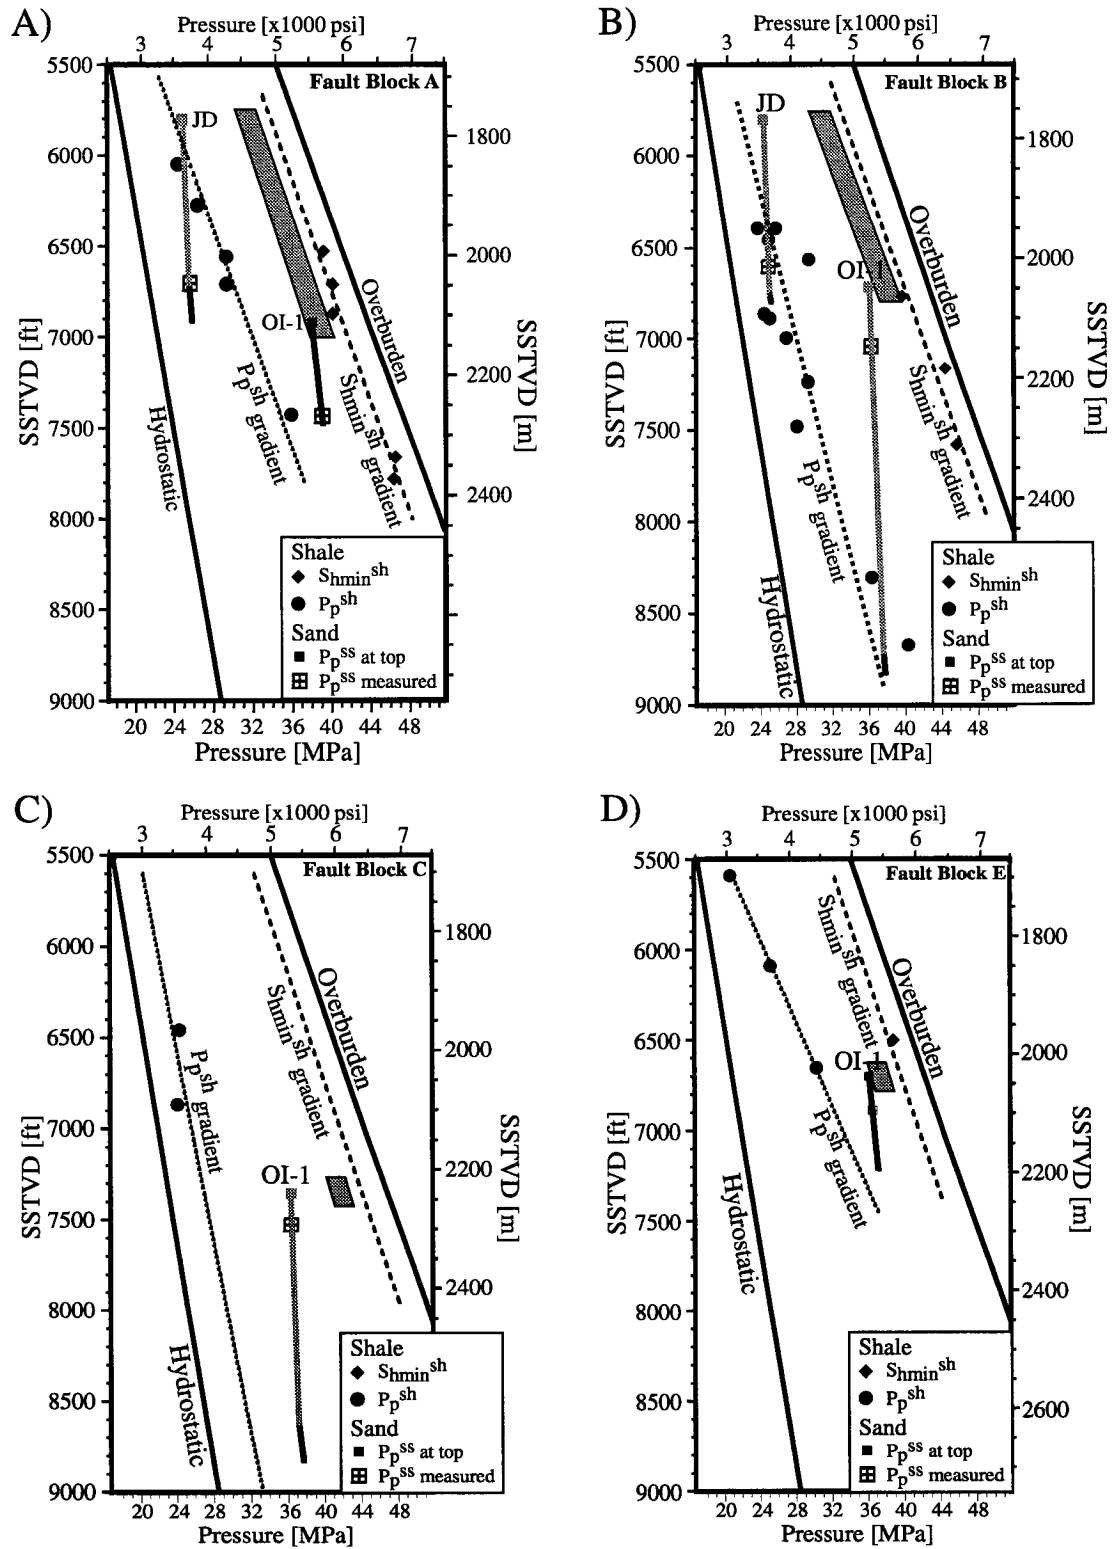 A)
Pressure [x1000 psi]
3 4 5 6 7
Fault Block A
5500
6000
6500
7000
7500
8000
8500
9000
SSTVD [ft]
1800
2000
2200
2400
SSTVD [m]
JD
OI-1
Overburden
Hydrostatic
Pp^sh gradient
Shmin^sh gradient
Shale
Shmin^sh
Pp^sh
Sand
Pp^ss at top
Pp^ss measured
20 24 28 32 36 40 44 48
Pressure [MPa]
B)
Pressure [x1000 psi]
3 4 5 6 7
Fault Block B
5500
6000
6500
7000
7500
8000
8500
9000
SSTVD [ft]
1800
2000
2200
2400
SSTVD [m]
JD
OI-1
Overburden
Shmin^sh gradient
Pp^sh gradient
Hydrostatic
Shale
Shmin^sh
Pp^sh
Sand
Pp^ss at top
Pp^ss measured
20 24 28 32 36 40 44 48
Pressure [MPa]
C)
Pressure [x1000 psi]
3 4 5 6 7
Fault Block C
5500
6000
6500
7000
7500
8000
8500
9000
SSTVD [ft]
1800
2000
2200
2400
SSTVD [m]
Overburden
Shmin^sh gradient
Pp^sh gradient
OI-1
Hydrostatic
Shale
Shmin^sh
Pp^sh
Sand
Pp^ss at top
Pp^ss measured
20 24 28 32 36 40 44 48
Pressure [MPa]
D)
Pressure [x1000 psi]
3 4 5 6 7
Fault Block E
5500
6000
6500
7000
7500
8000
8500
9000
SSTVD [ft]
1800
2000
2200
2400
2600
SSTVD [m]
Shmin^sh gradient
Overburden
OI-1
Pp^sh gradient
Hydrostatic
Shale
Shmin^sh
Pp^sh
Sand
Pp^ss at top
Pp^ss measured
20 24 28 32 36 40 44 48
Pressure [MPa]